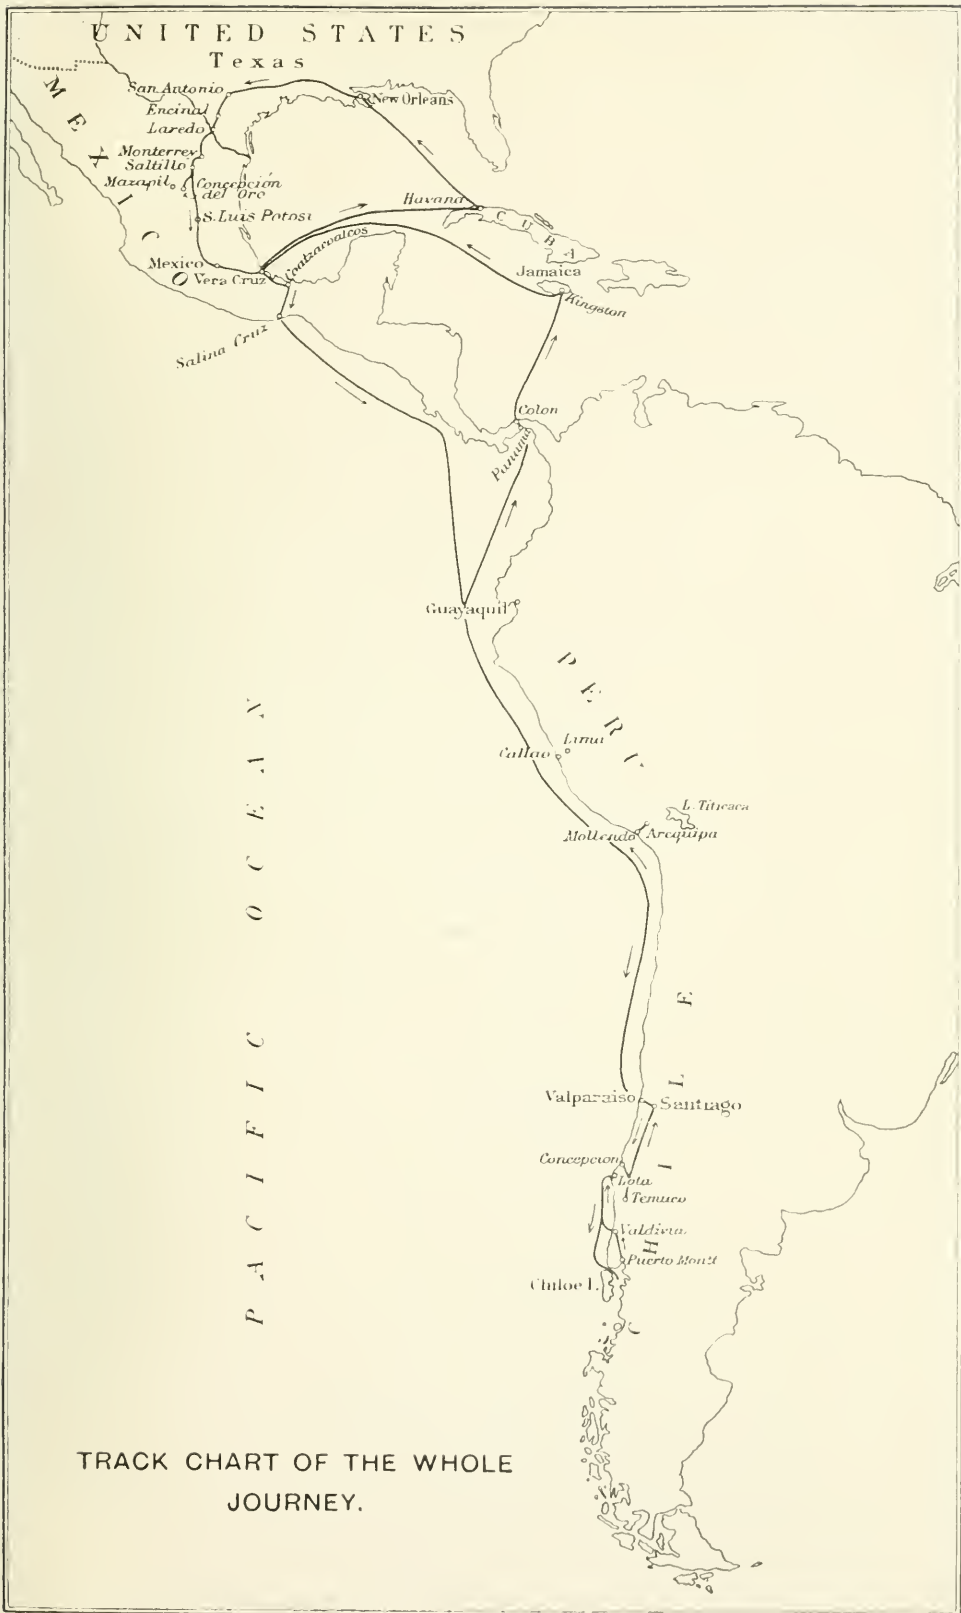 UNITED STATES
Texas
MEXICO
San Antonio
New Orleans
Encinal
Laredo
Monterrey
Saltillo
Mazapil
Concepción
del Oro
S. Luis Potosi
Havana
CUBA
Coatzacoalcos
Mexico
Vera Cruz
Jamaica
Kingston
Salina Cruz
Colon
Panama
Guayaquil
PERU
Lima
Callao
L. Titicaca
Mollendo
Arequipa
PACIFIC OCEAN
CHILE
Valparaiso
Santiago
Concepcion
Lota
Temuco
Valdivia.
Puerto Montt
Chiloe I.
TRACK CHART OF THE WHOLE
JOURNEY.